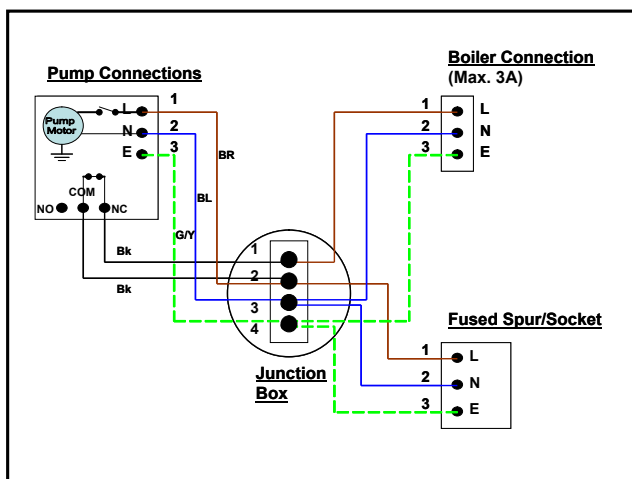 Pump Connections
1
L
Pump
Motor
2
N
3
E
COM
NO
NC
BR
BL
G/Y
Bk
Bk
1
2
3
4
Junction
Box
Boiler Connection
(Max. 3A)
1
L
2
N
3
E
Fused Spur/Socket
1
L
2
N
3
E